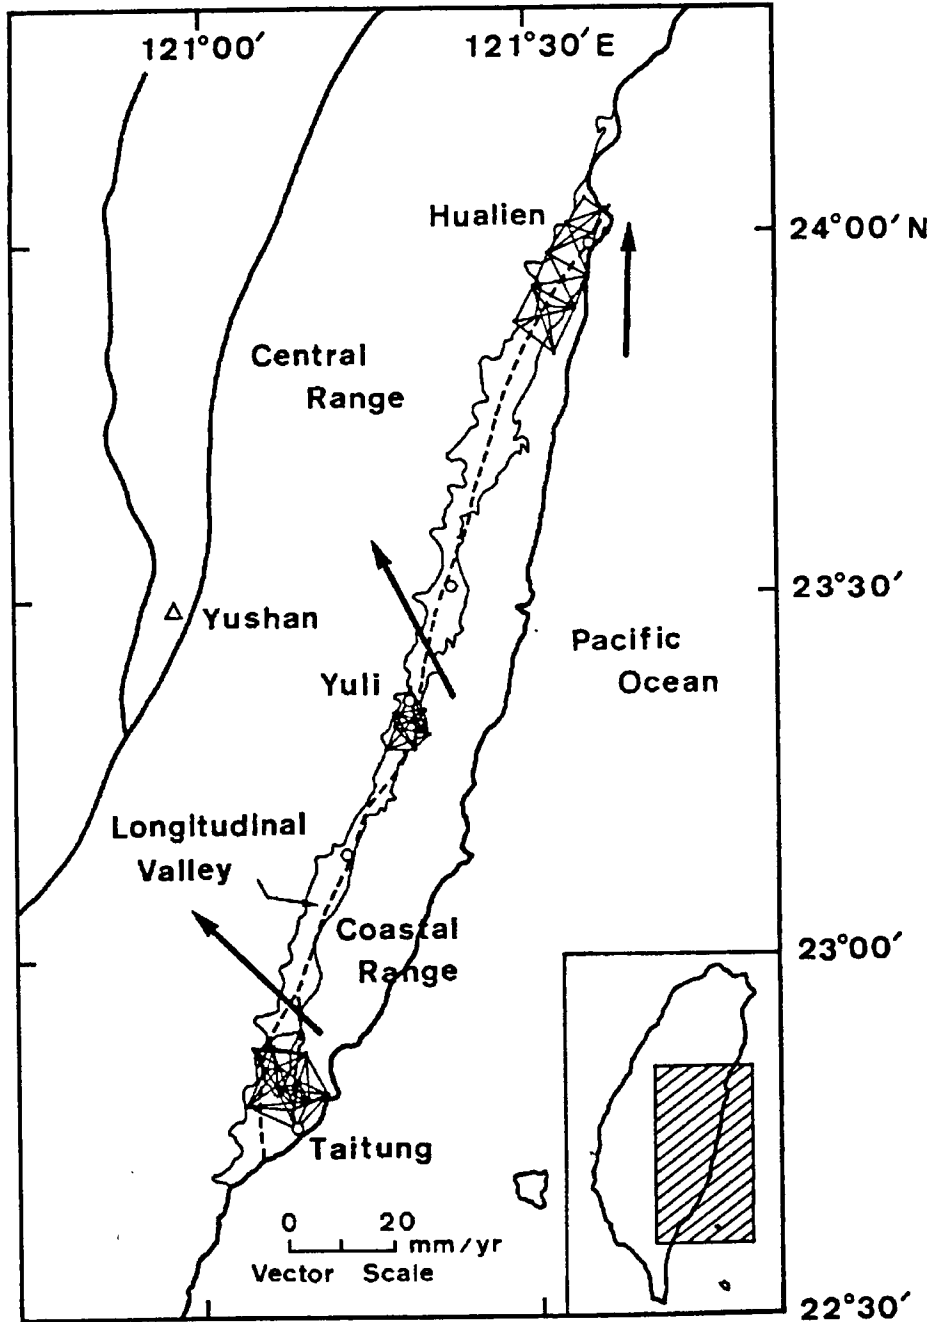 121°00′
121°30′E
Hualien
24°00′N
Central
Range
23°30′
Yushan
Pacific
Ocean
Yuli
Longitudinal
Valley
Coastal
Range
23°00′
Taitung
0 20
mm/yr
Vector Scale
22°30′